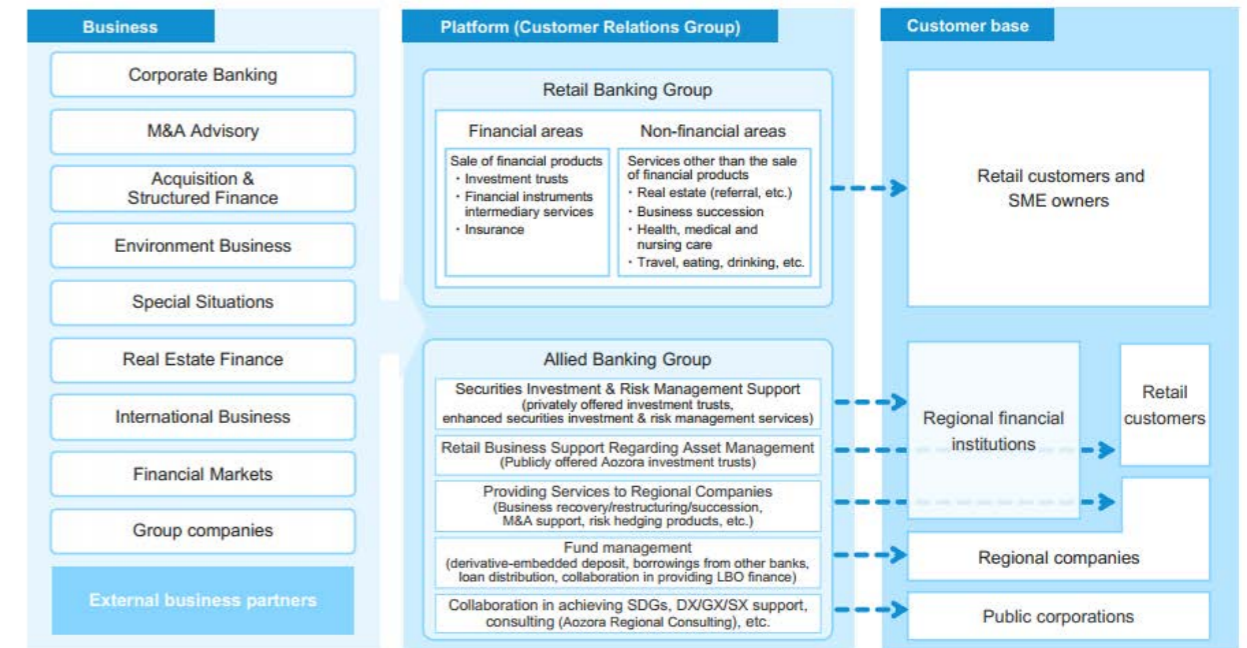 Business
Corporate Banking
M&A Advisory
Acquisition &
Structured Finance
Environment Business
Special Situations
Real Estate Finance
International Business
Financial Markets
Group companies
External business partners
Platform (Customer Relations Group)
Retail Banking Group
Financial areas
Sale of financial products
・Investment trusts
・Financial instruments
intermediary services
・Insurance
Non-financial areas
Services other than the sale
of financial products
・Real estate (referral, etc.)
・Business succession
・Health, medical and
nursing care
・Travel, eating, drinking, etc.
Allied Banking Group
Securities Investment & Risk Management Support
(privately offered investment trusts,
enhanced securities investment & risk management services)
Retail Business Support Regarding Asset Management
(Publicly offered Aozora investment trusts)
Providing Services to Regional Companies
(Business recovery/restructuring/succession,
M&A support, risk hedging products, etc.)
Fund management
(derivative-embedded deposit, borrowings from other banks,
loan distribution, collaboration in providing LBO finance)
Collaboration in achieving SDGs, DX/GX/SX support,
consulting (Aozora Regional Consulting), etc.
Customer base
Retail customers and
SME owners
Regional financial
institutions
Retail
customers
Regional companies
Public corporations